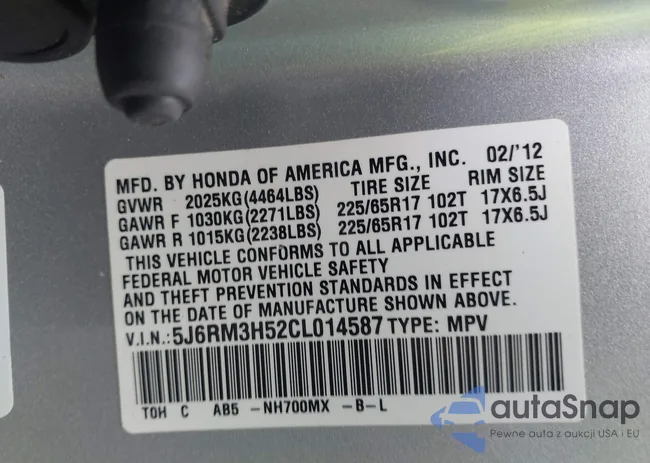 MFD. BY HONDA OF AMERICA MFG., INC. 02/'12
GVWR 2025KG(4464LBS) TIRE SIZE RIM SIZE
GAWR F 1030KG(2271LBS) 225/65R17 102T 17X6.5J
GAWR R 1015KG(2238LBS) 225/65R17 102T 17X6.5J
THIS VEHICLE CONFORMS TO ALL APPLICABLE
FEDERAL MOTOR VEHICLE SAFETY
AND THEFT PREVENTION STANDARDS IN EFFECT
ON THE DATE OF MANUFACTURE SHOWN ABOVE.
V.I.N.:5J6RM3H52CL014587 TYPE: MPV
TOH C AB5 -NH700MX -B-L
autaSnap
Pewne auta z aukcji USA i EU